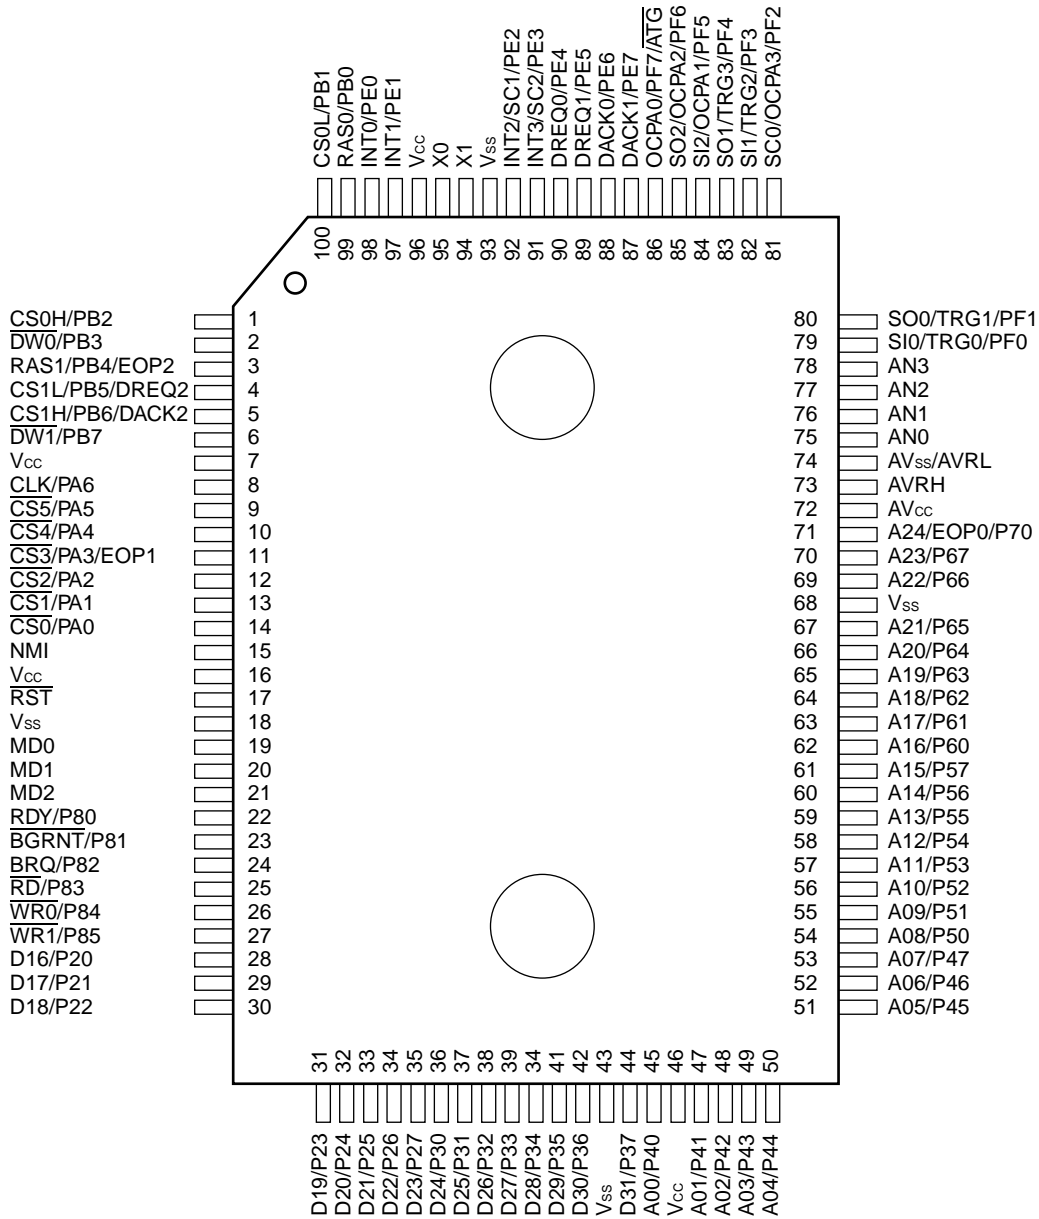 CS0L/PB1
RAS0/PB0
INT0/PE0
INT1/PE1
Vcc
X0
X1
Vss
INT2/SC1/PE2
INT3/SC2/PE3
DREQ0/PE4
DREQ1/PE5
DACK0/PE6
DACK1/PE7
OCPA0/PF7/A̅T̅G̅
SO2/OCPA2/PF6
SI2/OCPA1/PF5
SO1/TRG3/PF4
SI1/TRG2/PF3
SC0/OCPA3/PF2
100 99 98 97 96 95 94 93 92 91 90 89 88 87 86 85 84 83 82 81
CS0H/PB2 1
D̅W̅0̅/PB3 2
RAS1/PB4/EOP2 3
CS1L/PB5/DREQ2 4
CS1H/PB6/DACK2 5
D̅W̅1̅/PB7 6
Vcc 7
CLK/PA6 8
C̅S̅5̅/PA5 9
C̅S̅4̅/PA4 10
C̅S̅3̅/PA3/EOP1 11
C̅S̅2̅/PA2 12
C̅S̅1̅/PA1 13
C̅S̅0̅/PA0 14
NMI 15
Vcc 16
R̅S̅T̅ 17
Vss 18
MD0 19
MD1 20
MD2 21
RDY/P80 22
B̅G̅R̅N̅T̅/P81 23
BRQ/P82 24
R̅D̅/P83 25
W̅R̅0̅/P84 26
W̅R̅1̅/P85 27
D16/P20 28
D17/P21 29
D18/P22 30
80 SO0/TRG1/PF1
79 SI0/TRG0/PF0
78 AN3
77 AN2
76 AN1
75 AN0
74 AVss/AVRL
73 AVRH
72 AVcc
71 A24/EOP0/P70
70 A23/P67
69 A22/P66
68 Vss
67 A21/P65
66 A20/P64
65 A19/P63
64 A18/P62
63 A17/P61
62 A16/P60
61 A15/P57
60 A14/P56
59 A13/P55
58 A12/P54
57 A11/P53
56 A10/P52
55 A09/P51
54 A08/P50
53 A07/P47
52 A06/P46
51 A05/P45
31 32 33 34 35 36 37 38 39 34 41 42 43 44 45 46 47 48 49 50
D19/P23
D20/P24
D21/P25
D22/P26
D23/P27
D24/P30
D25/P31
D26/P32
D27/P33
D28/P34
D29/P35
D30/P36
Vss
D31/P37
A00/P40
Vcc
A01/P41
A02/P42
A03/P43
A04/P44